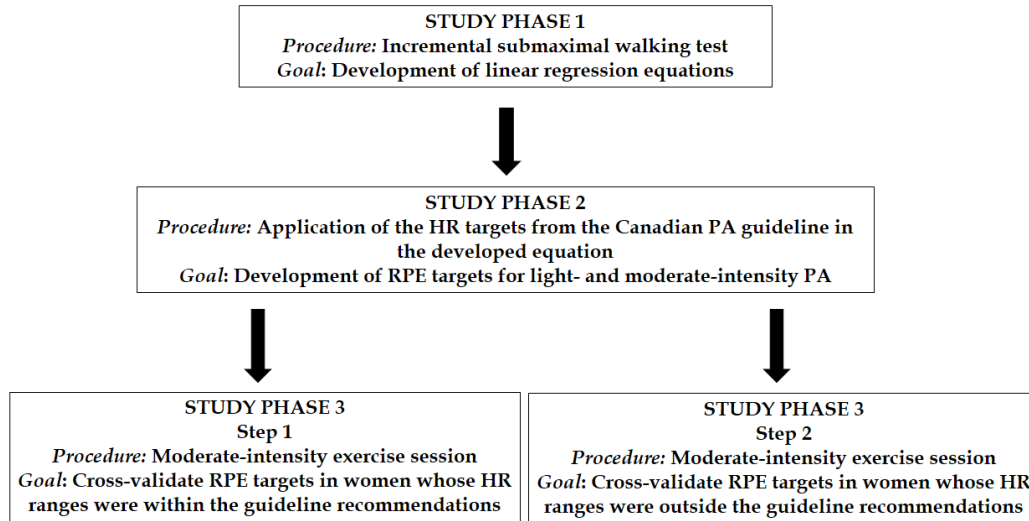 STUDY PHASE 1
Procedure: Incremental submaximal walking test
Goal: Development of linear regression equations
STUDY PHASE 2
Procedure: Application of the HR targets from the Canadian PA guideline in
the developed equation
Goal: Development of RPE targets for light- and moderate-intensity PA
STUDY PHASE 3
Step 1
Procedure: Moderate-intensity exercise session
Goal: Cross-validate RPE targets in women whose HR
ranges were within the guideline recommendations
STUDY PHASE 3
Step 2
Procedure: Moderate-intensity exercise session
Goal: Cross-validate RPE targets in women whose HR
ranges were outside the guideline recommendations